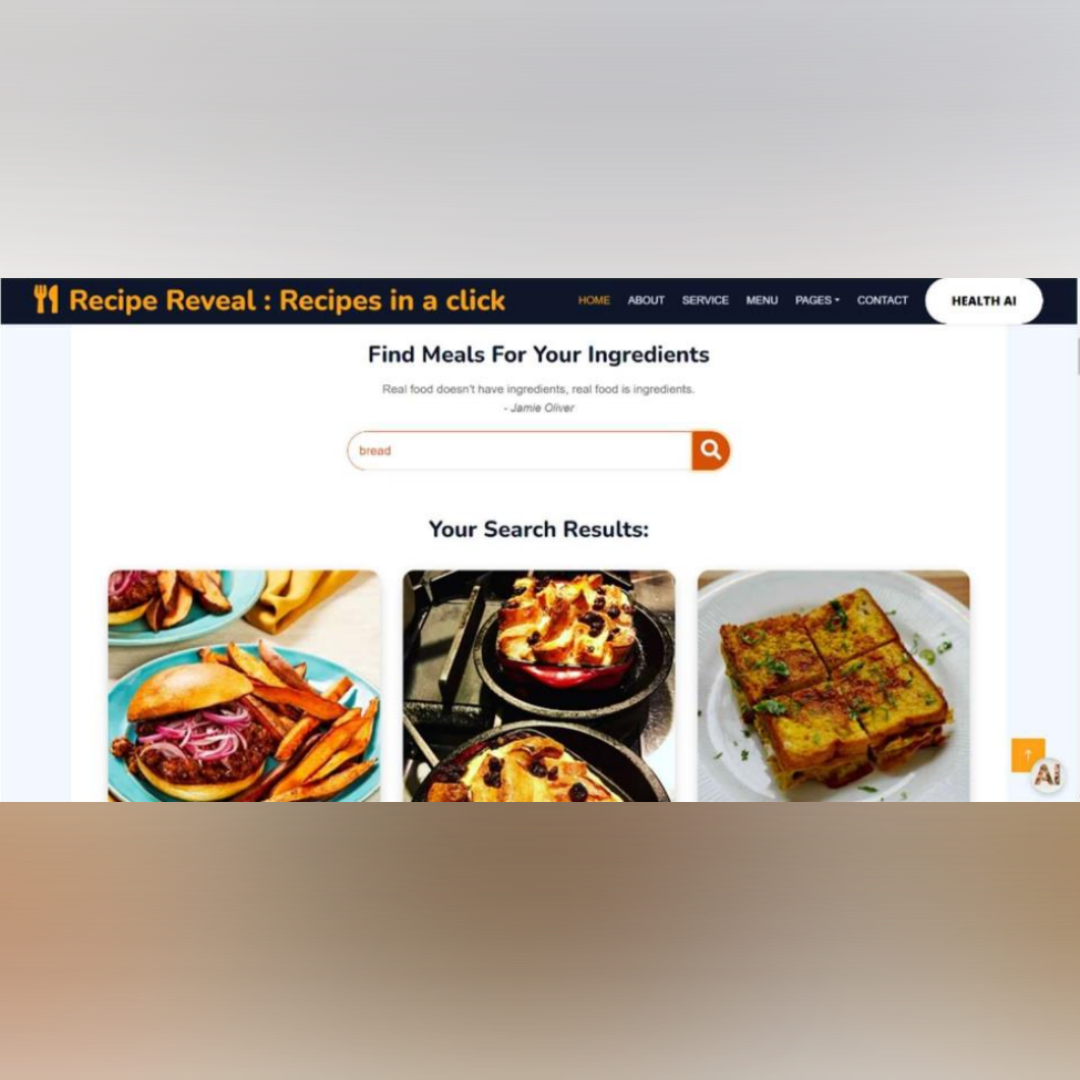 Recipe Reveal : Recipes in a click
HOME ABOUT SERVICE MENU PAGES CONTACT HEALTH AI
Find Meals For Your Ingredients
Real food doesn't have ingredients, real food is ingredients.
- Jamie Oliver
bread
Your Search Results:
AI